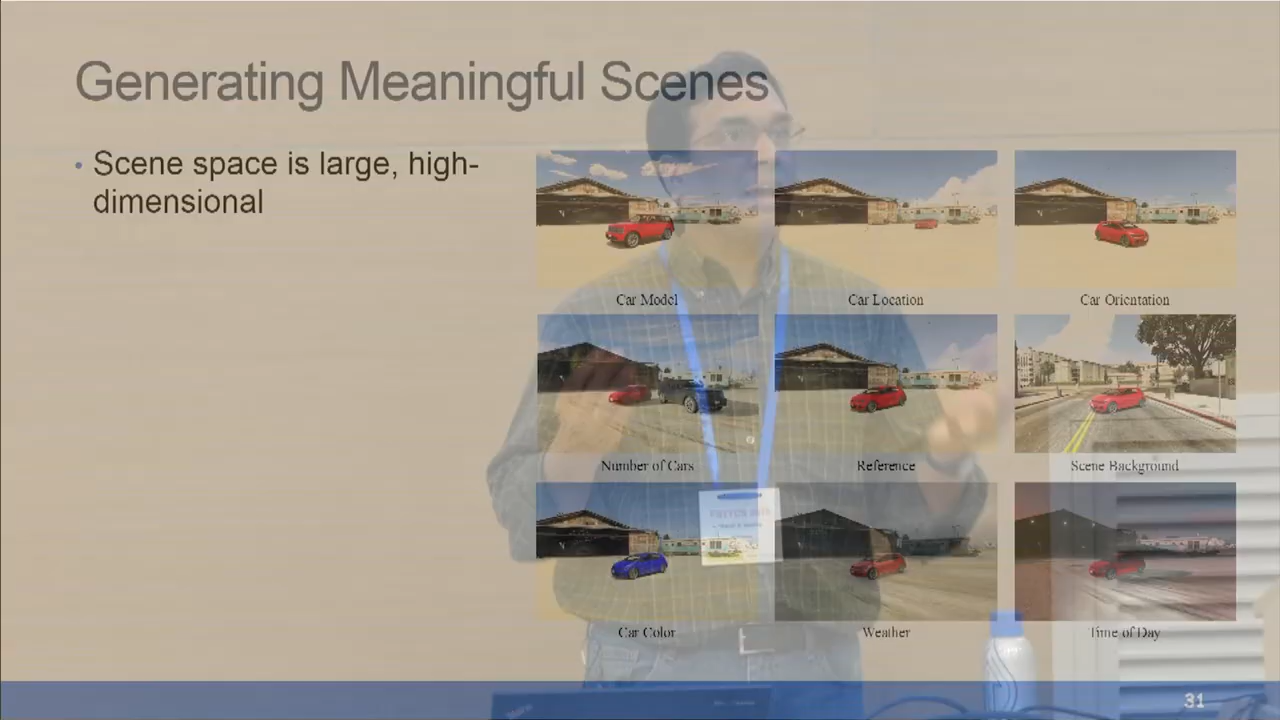 Generating Meaningful Scenes
• Scene space is large, high-
dimensional
Car Model
Car Location
Car Orientation
Number of Cars
Reference
Scene Background
Car Color
Weather
Time of Day
31